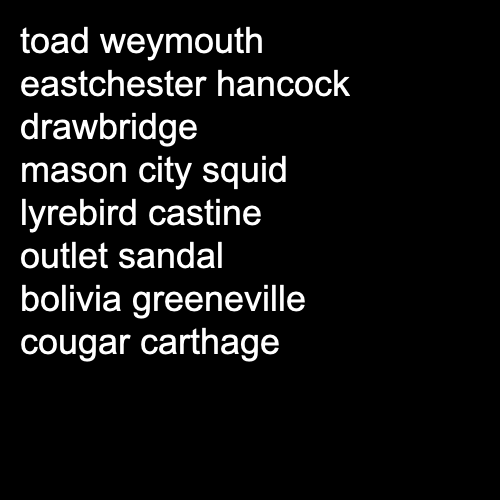 toad weymouth
eastchester hancock
drawbridge
mason city squid
lyrebird castine
outlet sandal
bolivia greeneville
cougar carthage